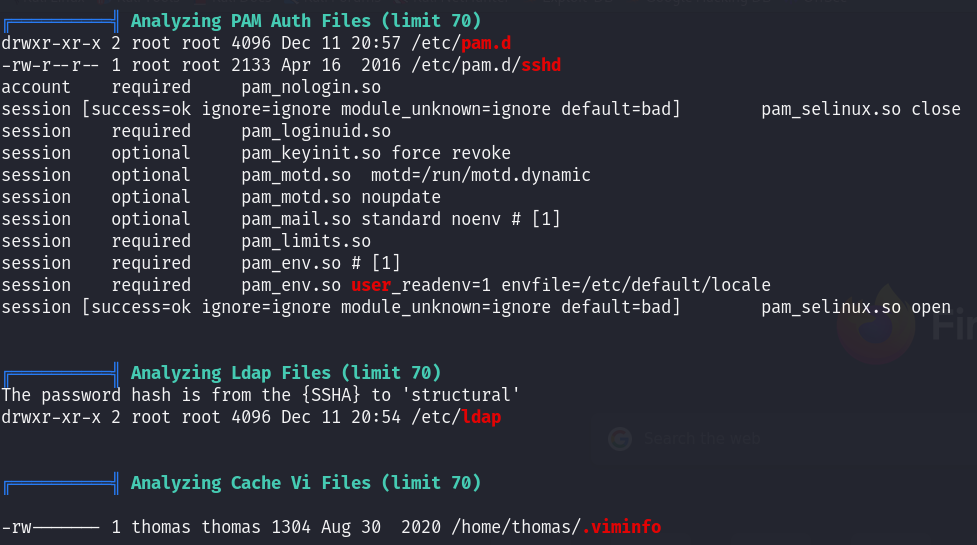 Analyzing PAM Auth Files (limit 70)
drwxr-xr-x 2 root root 4096 Dec 11 20:57 /etc/pam.d
-rw-r--r-- 1 root root 2133 Apr 16  2016 /etc/pam.d/sshd
account    required     pam_nologin.so
session [success=ok ignore=ignore module_unknown=ignore default=bad]        pam_selinux.so close
session    required     pam_loginuid.so
session    optional     pam_keyinit.so force revoke
session    optional     pam_motd.so  motd=/run/motd.dynamic
session    optional     pam_motd.so noupdate
session    optional     pam_mail.so standard noenv # [1]
session    required     pam_limits.so
session    required     pam_env.so # [1]
session    required     pam_env.so user_readenv=1 envfile=/etc/default/locale
session [success=ok ignore=ignore module_unknown=ignore default=bad]        pam_selinux.so open
Analyzing Ldap Files (limit 70)
The password hash is from the {SSHA} to 'structural'
drwxr-xr-x 2 root root 4096 Dec 11 20:54 /etc/ldap
Search the web
Analyzing Cache Vi Files (limit 70)
-rw------- 1 thomas thomas 1304 Aug 30  2020 /home/thomas/.viminfo